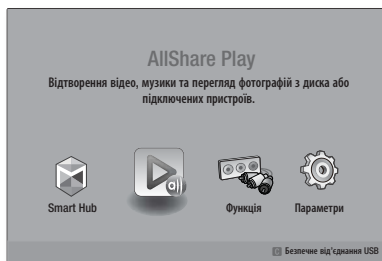 AllShare Play
Відтворення відео, музики та перегляд фотографій з диска або
підключених пристроїв.
Smart Hub
Функція
Параметри
C Безпечне від'єднання USB